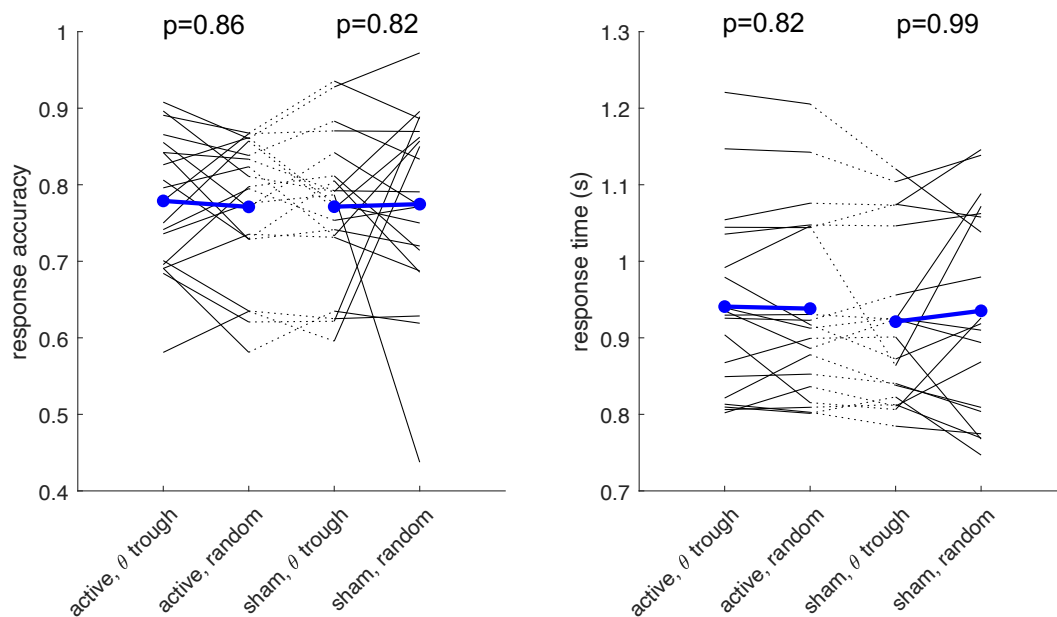 p=0.86
p=0.82
1
0.9
0.8
0.7
0.6
0.5
0.4
response accuracy
active, θ trough
active, random
sham, θ trough
sham, random
p=0.82
p=0.99
1.3
1.2
1.1
1
0.9
0.8
0.7
response time (s)
active, θ trough
active, random
sham, θ trough
sham, random